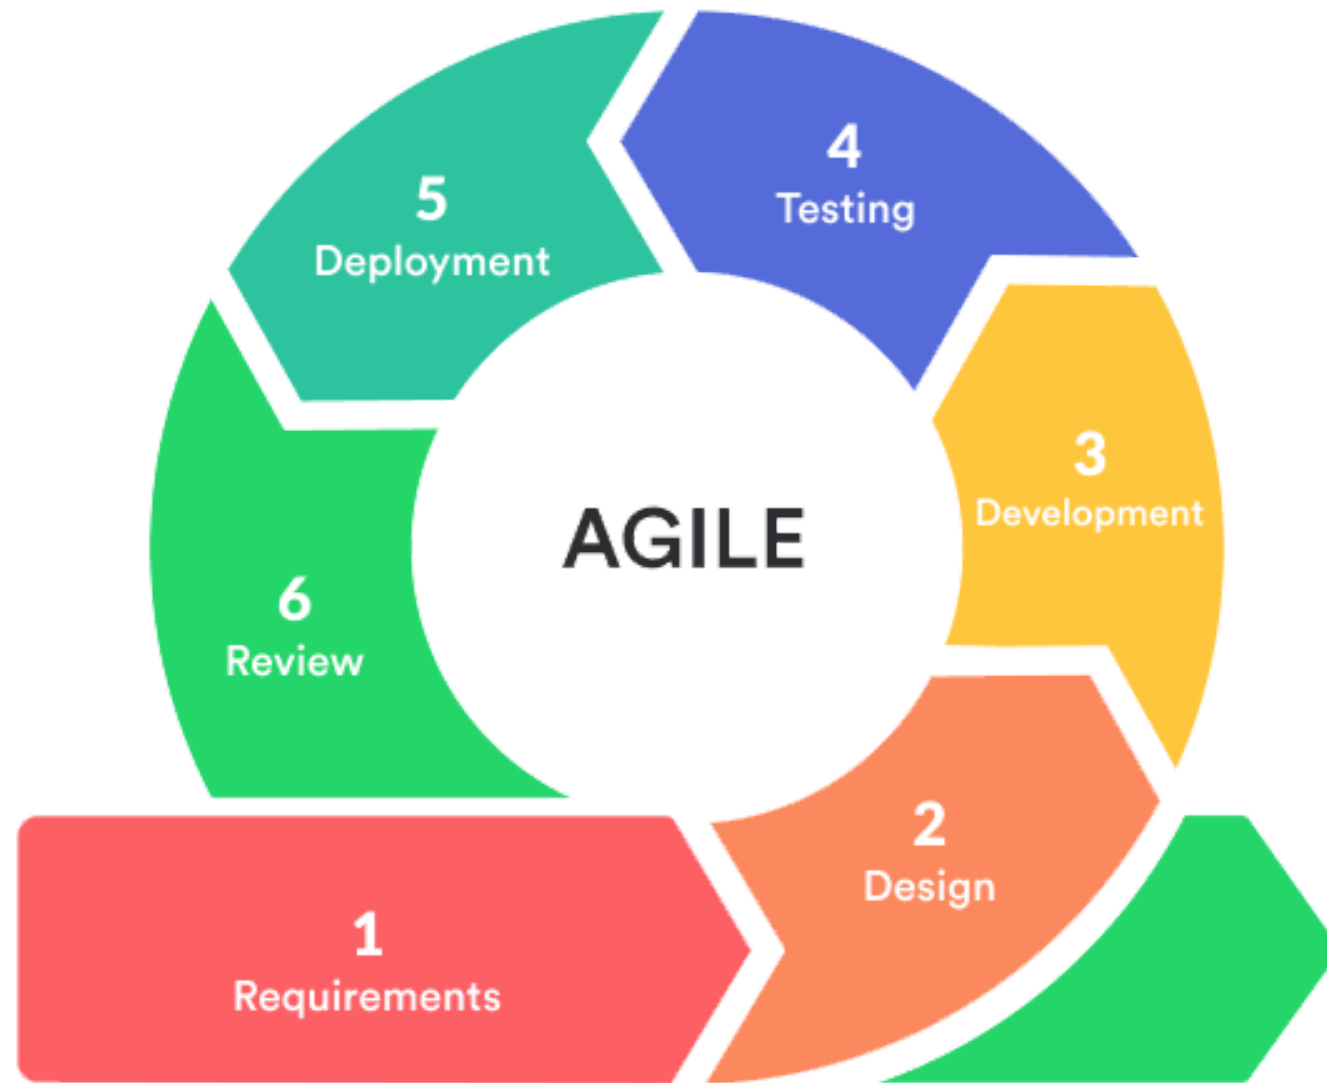 5
Deployment
4
Testing
3
Development
AGILE
6
Review
2
Design
1
Requirements